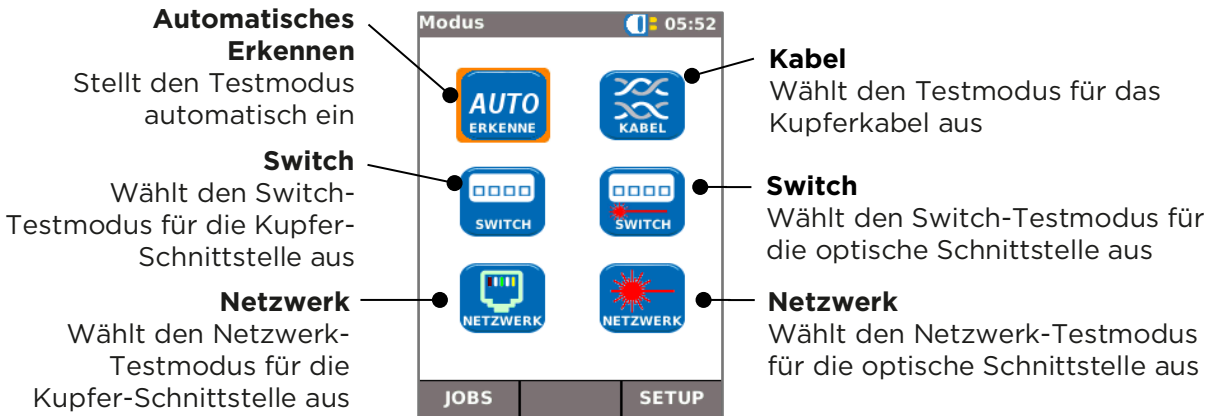 Automatisches
Erkennen
Stellt den Testmodus
automatisch ein
Switch
Wählt den Switch-
Testmodus für die Kupfer-
Schnittstelle aus
Netzwerk
Wählt den Netzwerk-
Testmodus für die
Kupfer-Schnittstelle aus
Modus 05:52
AUTO
ERKENNE
KABEL
SWITCH
SWITCH
NETZWERK
NETZWERK
JOBS SETUP
Kabel
Wählt den Testmodus für das
Kupferkabel aus
Switch
Wählt den Switch-Testmodus für
die optische Schnittstelle aus
Netzwerk
Wählt den Netzwerk-Testmodus
für die optische Schnittstelle aus